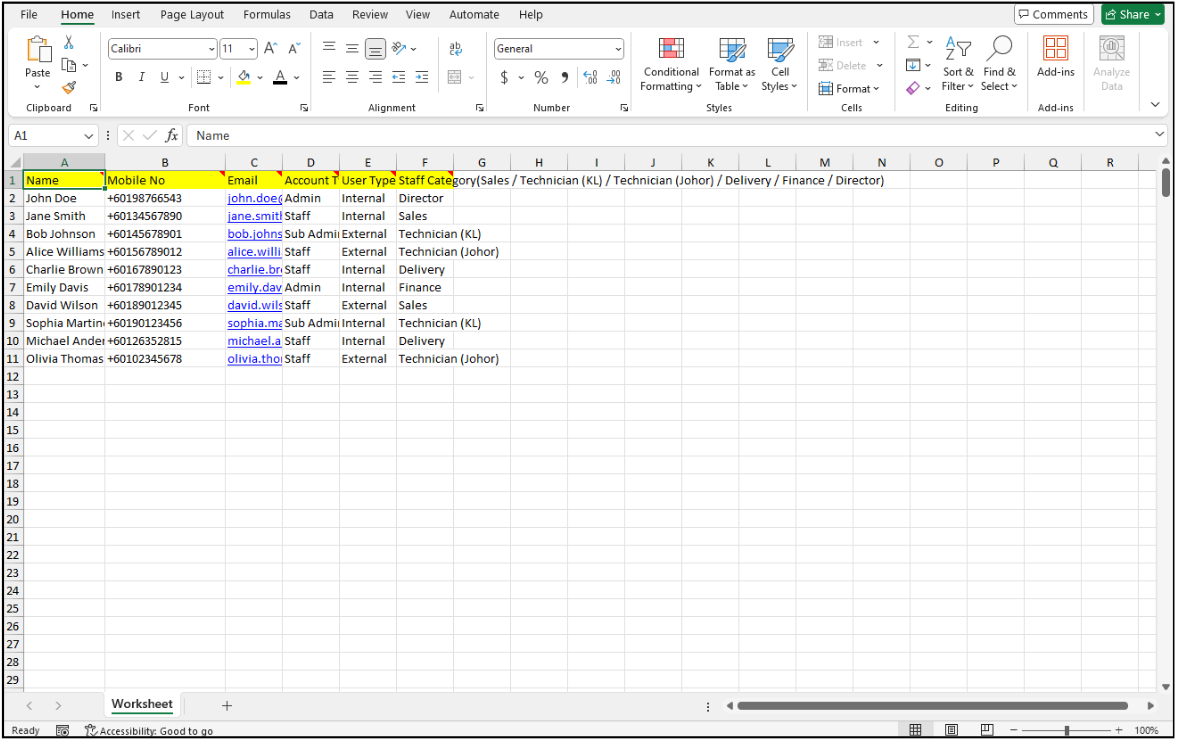 File Home Insert Page Layout Formulas Data Review View Automate Help Comments Share
Calibri 11 General Insert
Paste Conditional Format as Cell Delete Sort & Find & Add-ins Analyze
B I U A $ % Formatting Table Styles Format Filter Select Data
Clipboard Font Alignment Number Styles Cells Editing Add-ins
A1 fx Name
A B C D E F G H I J K L M N O P Q R
1 Name Mobile No Email Account T User Type Staff Category(Sales / Technician (KL) / Technician (Johor) / Delivery / Finance / Director)
2 John Doe +60198766543 john.doe@ Admin Internal Director
3 Jane Smith +60134567890 jane.smit Staff Internal Sales
4 Bob Johnson +60145678901 bob.johns Sub Admi External Technician (KL)
5 Alice Williams +60156789012 alice.willi Staff External Technician (Johor)
6 Charlie Brown +60167890123 charlie.br Staff Internal Delivery
7 Emily Davis +60178901234 emily.dav Admin Internal Finance
8 David Wilson +60189012345 david.wils Staff External Sales
9 Sophia Martin +60190123456 sophia.ma Sub Admi Internal Technician (KL)
10 Michael Ander +60126352815 michael.a Staff Internal Delivery
11 Olivia Thomas +60102345678 olivia.tho Staff External Technician (Johor)
12
13
14
15
16
17
18
19
20
21
22
23
24
25
26
27
28
29
Worksheet
Ready Accessibility: Good to go 100%